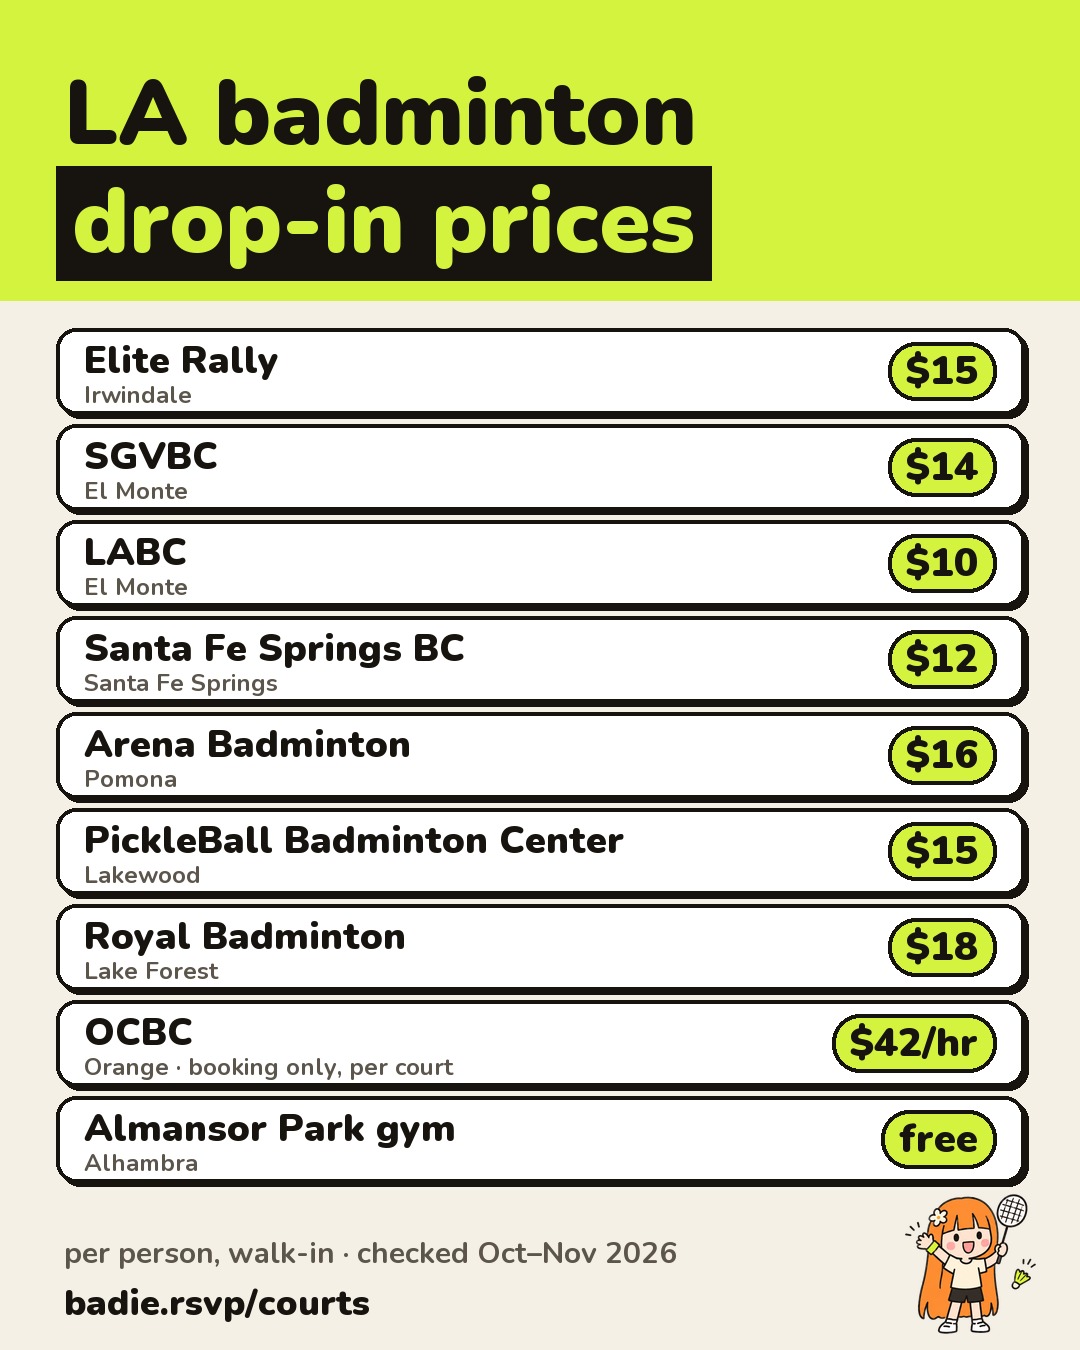 LA badminton
drop-in prices
Elite Rally
Irwindale
$15
SGVBC
El Monte
$14
LABC
El Monte
$10
Santa Fe Springs BC
Santa Fe Springs
$12
Arena Badminton
Pomona
$16
PickleBall Badminton Center
Lakewood
$15
Royal Badminton
Lake Forest
$18
OCBC
Orange · booking only, per court
$42/hr
Almansor Park gym
Alhambra
free
per person, walk-in · checked Oct–Nov 2026
badie.rsvp/courts